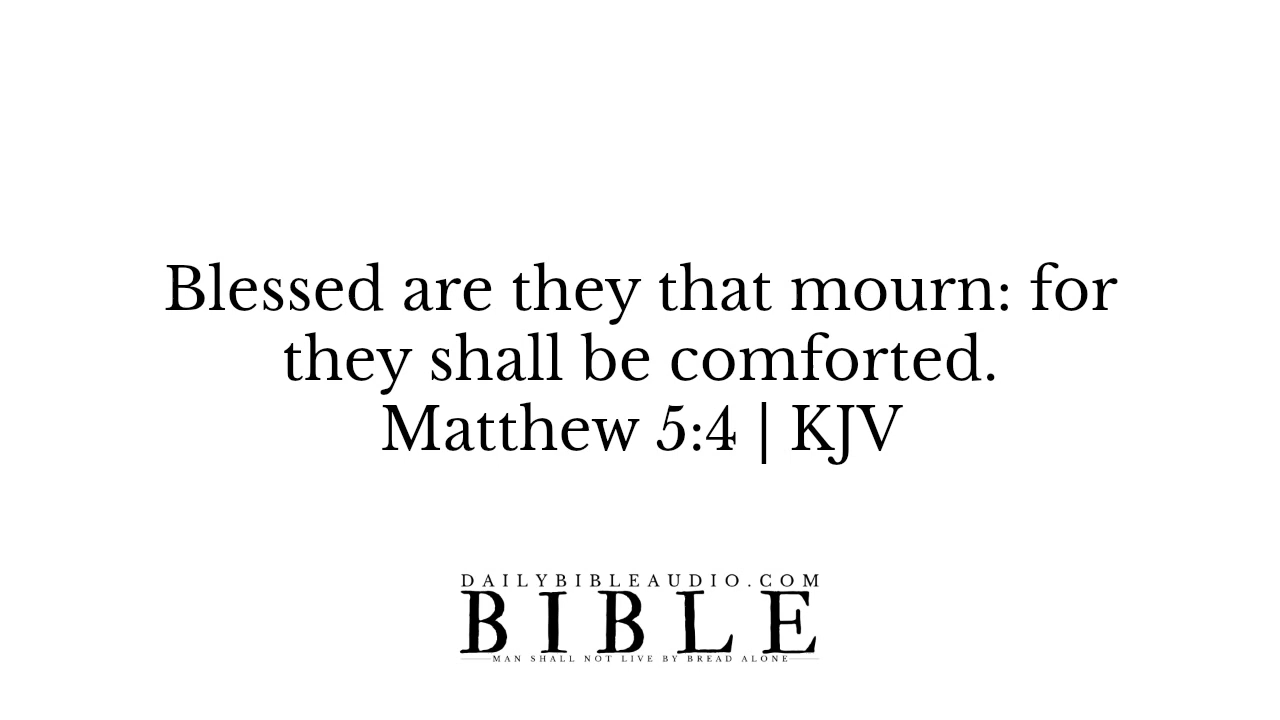 Blessed are they that mourn: for
they shall be comforted.
Matthew 5:4 | KJV
DAILYBIBLEAUDIO.COM
BIBLE
MAN SHALL NOT LIVE BY BREAD ALONE